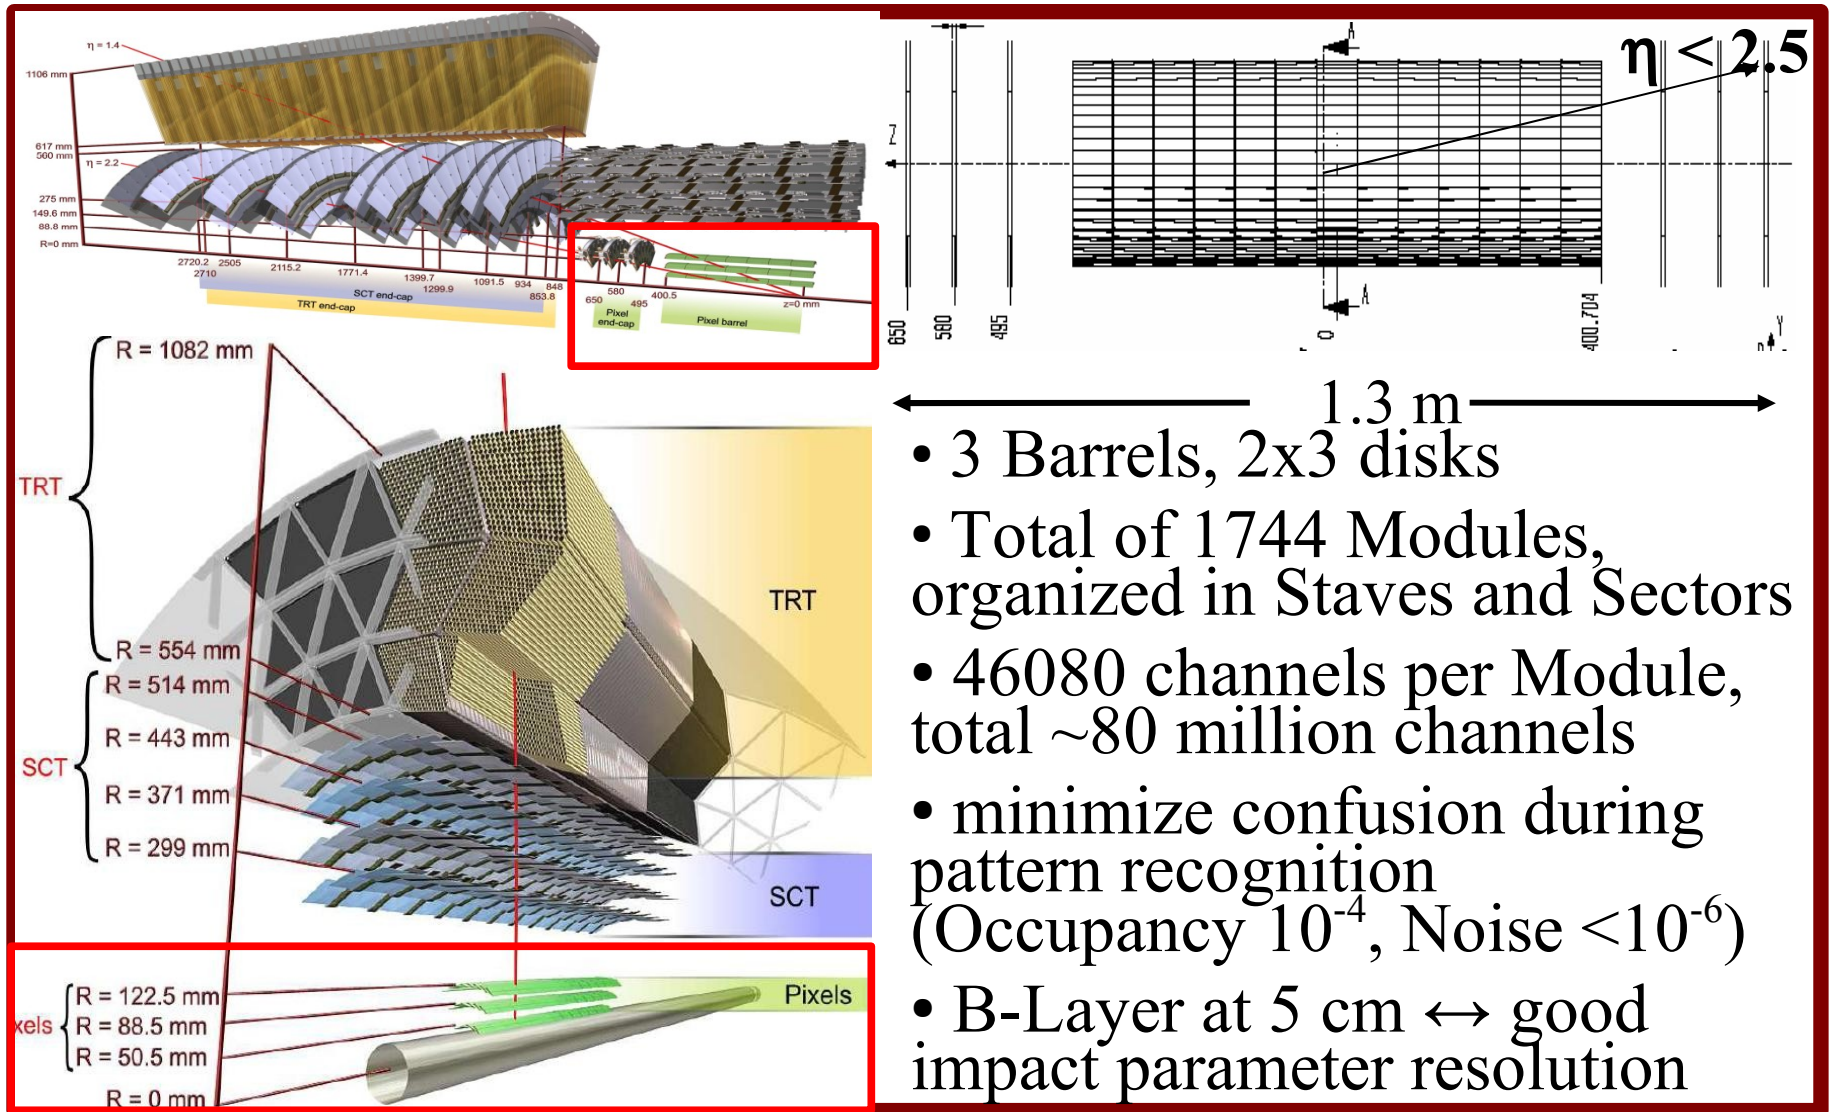 η = 1.4
1106 mm
617 mm
560 mm
η = 2.2
275 mm
149.6 mm
88.8 mm
R=0 mm
2720.2
2710
2505
2115.2
1771.4
1399.7
1299.9
1091.5
934
853.8
848
650
580
495
400.5
z=0 mm
SCT end-cap
TRT end-cap
Pixel
end-cap
Pixel barrel
η < 2.5
A
Z
A
650
580
495
0
400.704
Y
1.3 m
R = 1082 mm
TRT
R = 554 mm
R = 514 mm
R = 443 mm
SCT
R = 371 mm
R = 299 mm
TRT
SCT
R = 122.5 mm
xels
R = 88.5 mm
R = 50.5 mm
R = 0 mm
Pixels
• 3 Barrels, 2x3 disks
• Total of 1744 Modules,
organized in Staves and Sectors
• 46080 channels per Module,
total ~80 million channels
• minimize confusion during
pattern recognition
(Occupancy 10⁻⁴, Noise <10⁻⁶)
• B-Layer at 5 cm ↔ good
impact parameter resolution